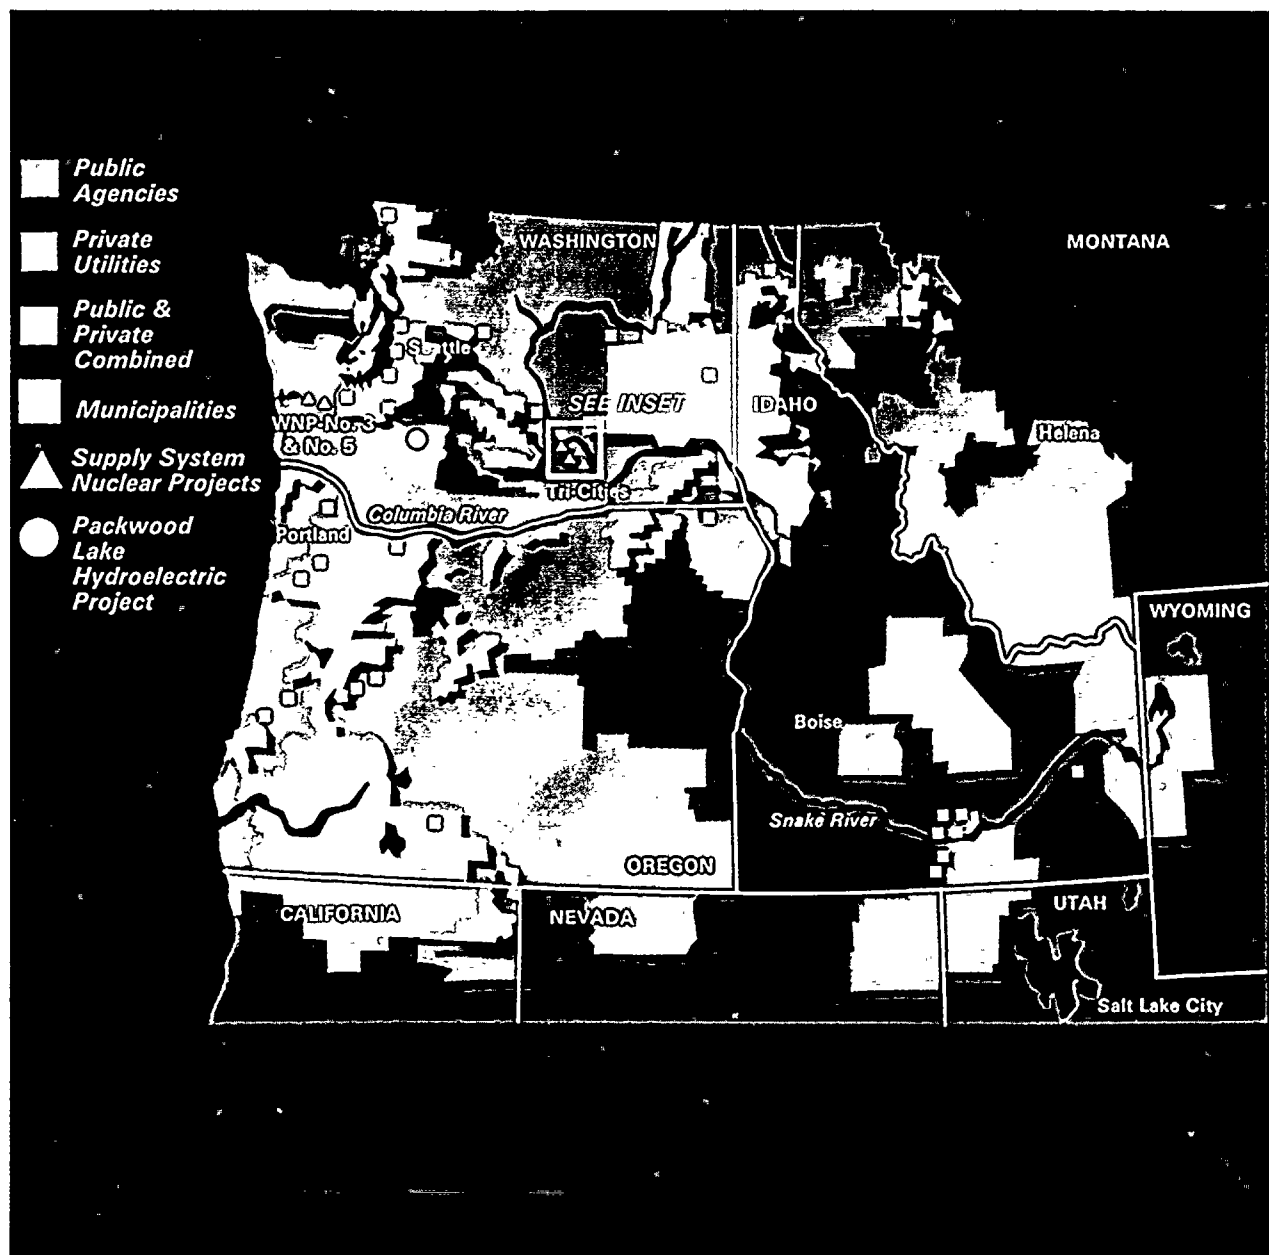 Public
Agencies
Private
Utilities
Public &
Private
Combined
Municipalities
Supply System
Nuclear Projects
Packwood
Lake
Hydroelectric
Project
WASHINGTON
MONTANA
Seattle
SEE INSET
IDAHO
WNP-No. 3
& No. 5
Helena
Tri-Cities
Columbia River
Portland
WYOMING
Boise
Snake River
OREGON
CALIFORNIA
NEVADA
UTAH
Salt Lake City